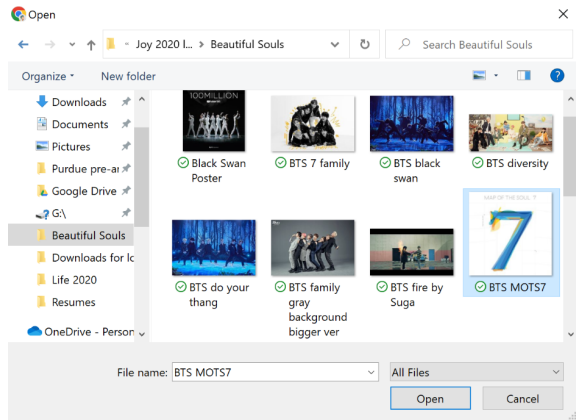 Open
Joy 2020 l... > Beautiful Souls
Search Beautiful Souls
Organize
New folder
?
Downloads
Documents
Pictures
Purdue pre-ar
Google Drive
G:\
Beautiful Souls
Downloads for lc
Life 2020
Resumes
OneDrive - Person
100MILLION
Black Swan
Poster
BTS 7 family
BTS black
swan
BTS diversity
BTS do your
thang
BTS family
gray
background
bigger ver
BTS fire by
Suga
MAP OF THE SOUL 7
7
BTS MOTS7
File name: BTS MOTS7
All Files
Open
Cancel